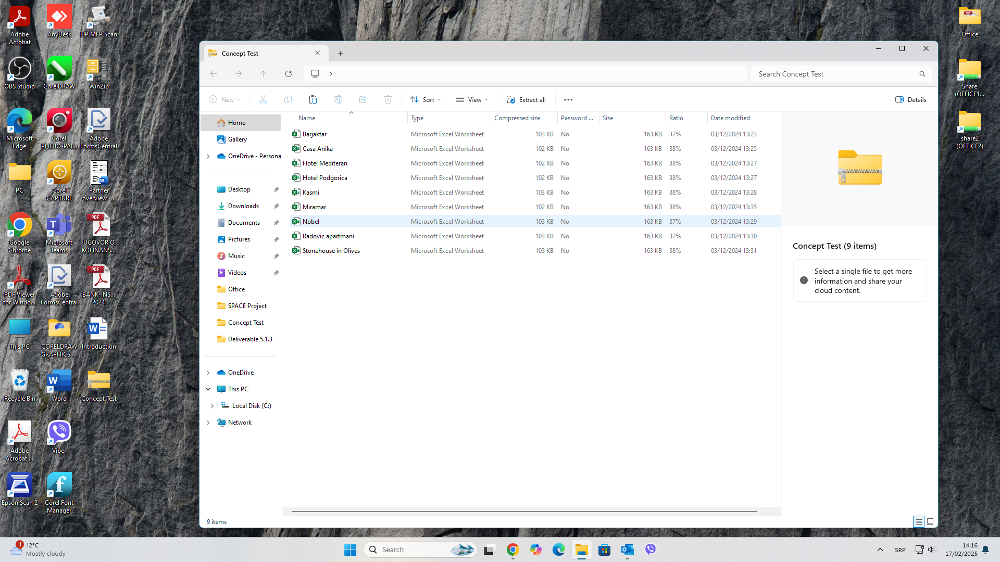 Adobe
Acrobat
AnyDesk
HP MFP Scan
OBS Studio
CorelDRAW
WinZip
Microsoft
Edge
Corel
PHOTO-PAI...
Adobe
FormsCentral
PC
Corel
CAPTURE
Partner
overview -...
Google
Chrome
Microsoft
Teams
PDF
UGOVOR O
KOFINANS...
PDF Viewer
for Windo...
Adobe
FormsCentral
PDF
BANK-INS...
2024
This PC
CORELDRAW
GRAPHICS ...
Introduction
Recycle Bin
Word
Concept Test
Adobe
Acrobat ...
Viber
Epson Scan 2
Corel Font
Manager
Concept Test
Search Concept Test
New
Sort
View
Extract all
Details
Home
Gallery
OneDrive - Persona
Desktop
Downloads
Documents
Pictures
Music
Videos
Office
SPACE Project
Concept Test
Deliverable 5.1.3
OneDrive
This PC
Local Disk (C:)
Network
Name Type Compressed size Password ... Size Ratio Date modified
Barjaktar Microsoft Excel Worksheet 103 KB No 163 KB 37% 03/12/2024 13:23
Casa Anika Microsoft Excel Worksheet 102 KB No 163 KB 38% 03/12/2024 13:25
Hotel Mediteran Microsoft Excel Worksheet 102 KB No 163 KB 38% 03/12/2024 13:27
Hotel Podgorica Microsoft Excel Worksheet 102 KB No 163 KB 38% 03/12/2024 13:27
Kasmi Microsoft Excel Worksheet 103 KB No 163 KB 38% 03/12/2024 13:28
Miramar Microsoft Excel Worksheet 102 KB No 163 KB 38% 03/12/2024 13:35
Nobel Microsoft Excel Worksheet 103 KB No 163 KB 37% 03/12/2024 13:29
Radovic apartmani Microsoft Excel Worksheet 103 KB No 163 KB 37% 03/12/2024 13:30
Stonehouse in Olives Microsoft Excel Worksheet 103 KB No 163 KB 38% 03/12/2024 13:31
Concept Test (9 items)
Select a single file to get more
information and share your
cloud content.
9 items
Office
Share
(OFFICE1...
share2
(OFFICE2)
1
12°C
Mostly cloudy
Search
SRP
14:16
17/02/2025